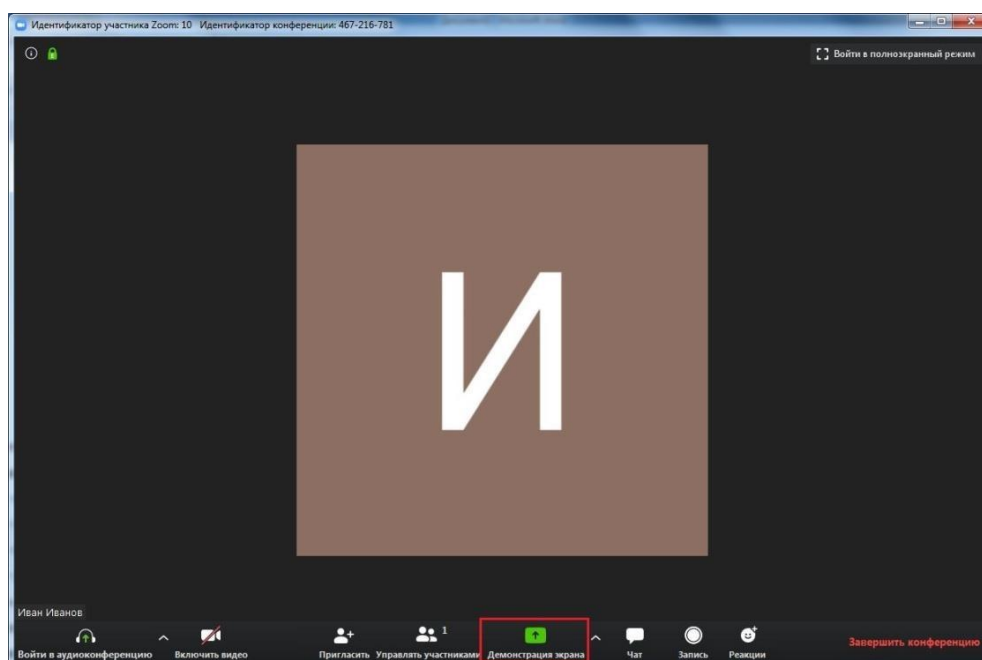 Идентификатор участника Zoom: 10 Идентификатор конференции: 467-216-781
Войти в полноэкранный режим
И
Иван Иванов
1
Войти в аудиоконференцию Включить видео Пригласить Управлять участниками Демонстрация экрана Чат Запись Реакции Завершить конференцию